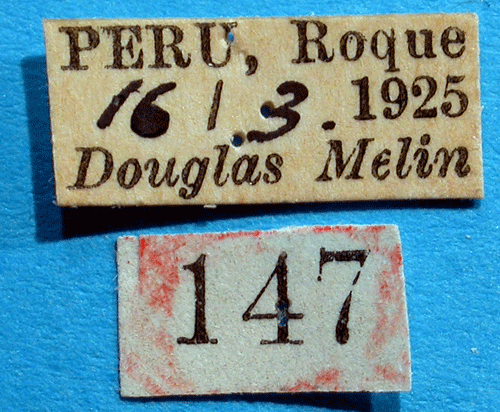 PERU, Roque
16/3. 1925
Douglas Melin
147